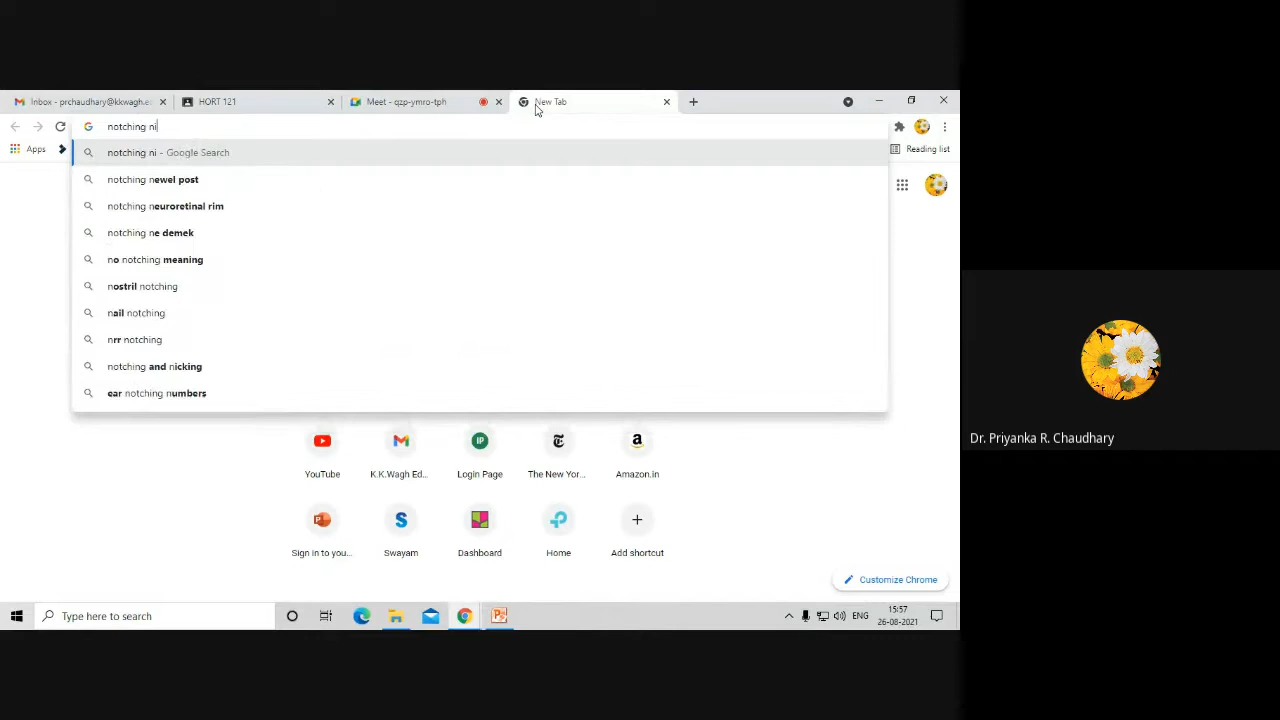 Inbox - prchaudhary@kkwagh.e
HORT 121
Meet - qzp-ymro-tph
New Tab
notching ni
Apps
Reading list
notching ni - Google Search
notching newel post
notching neuroretinal rim
notching ne demek
no notching meaning
nostril notching
nail notching
nrr notching
notching and nicking
ear notching numbers
Dr. Priyanka R. Chaudhary
IP
YouTube
K.K.Wagh Ed...
Login Page
The New Yor...
Amazon.in
Sign in to you...
Swayam
Dashboard
Home
Add shortcut
Customize Chrome
Type here to search
ENG
15:57
26-08-2021